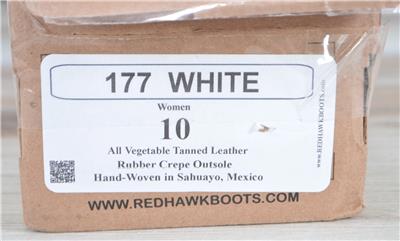 177 WHITE
Women
10
All Vegetable Tanned Leather
Rubber Crepe Outsole
Hand-Woven in Sahuayo, Mexico
WWW.REDHAWKBOOTS.COM
WWW.REDHAWKBOOTS.COM